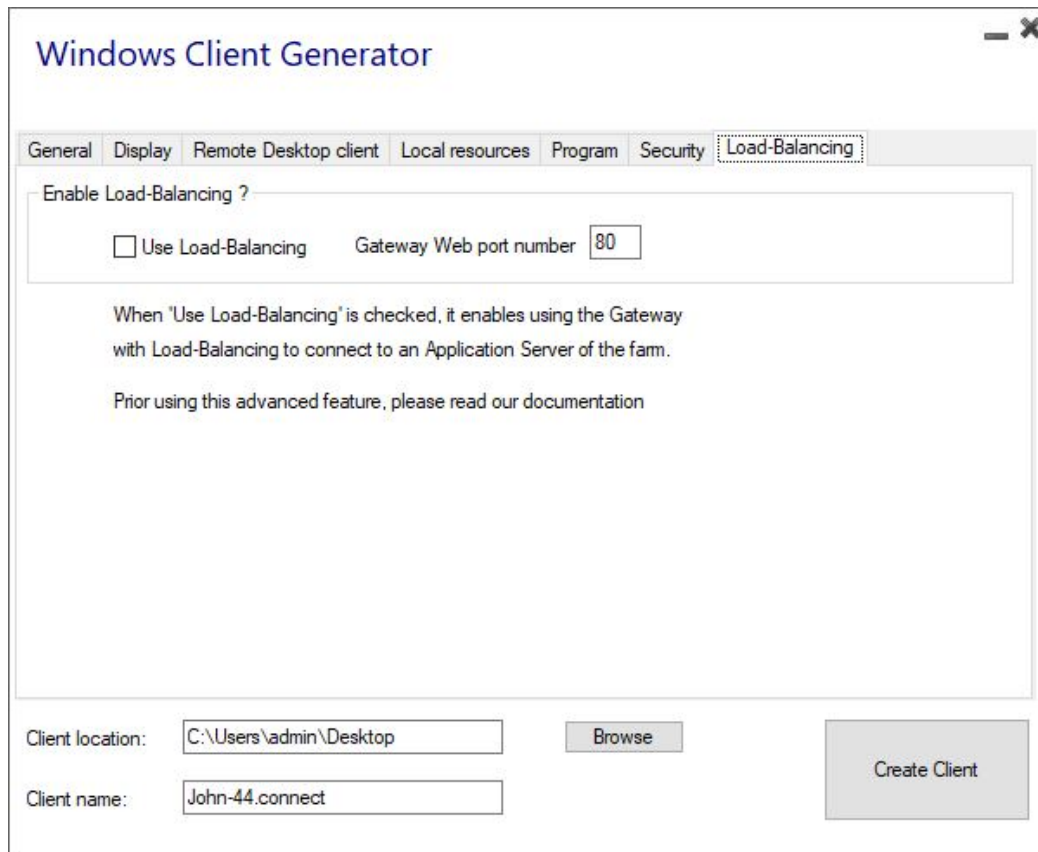 Windows Client Generator
General Display Remote Desktop client Local resources Program Security Load-Balancing
Enable Load-Balancing ?
Use Load-Balancing Gateway Web port number 80
When 'Use Load-Balancing' is checked, it enables using the Gateway
with Load-Balancing to connect to an Application Server of the farm.
Prior using this advanced feature, please read our documentation
Client location: C:\Users\admin\Desktop Browse
Create Client
Client name: John-44.connect